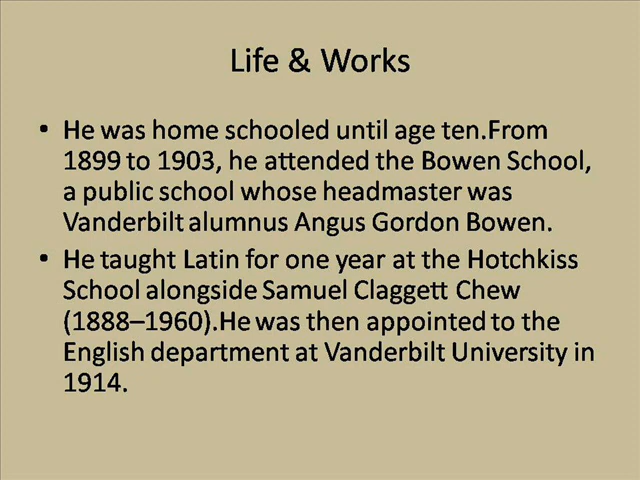 Life & Works
• He was home schooled until age ten.From
1899 to 1903, he attended the Bowen School,
a public school whose headmaster was
Vanderbilt alumnus Angus Gordon Bowen.
• He taught Latin for one year at the Hotchkiss
School alongside Samuel Claggett Chew
(1888–1960).He was then appointed to the
English department at Vanderbilt University in
1914.